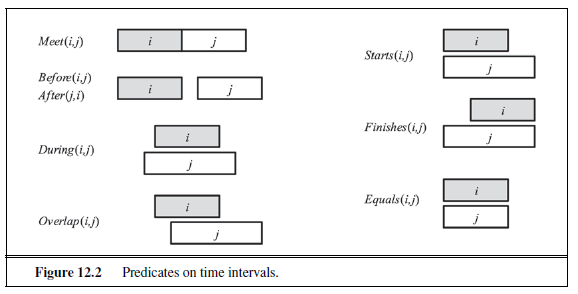 Meet(i,j)
i
j
Before(i,j)
After(j,i)
i
j
During(i,j)
i
j
Overlap(i,j)
i
j
Starts(i,j)
i
j
Finishes(i,j)
i
j
Equals(i,j)
i
j
Figure 12.2 Predicates on time intervals.